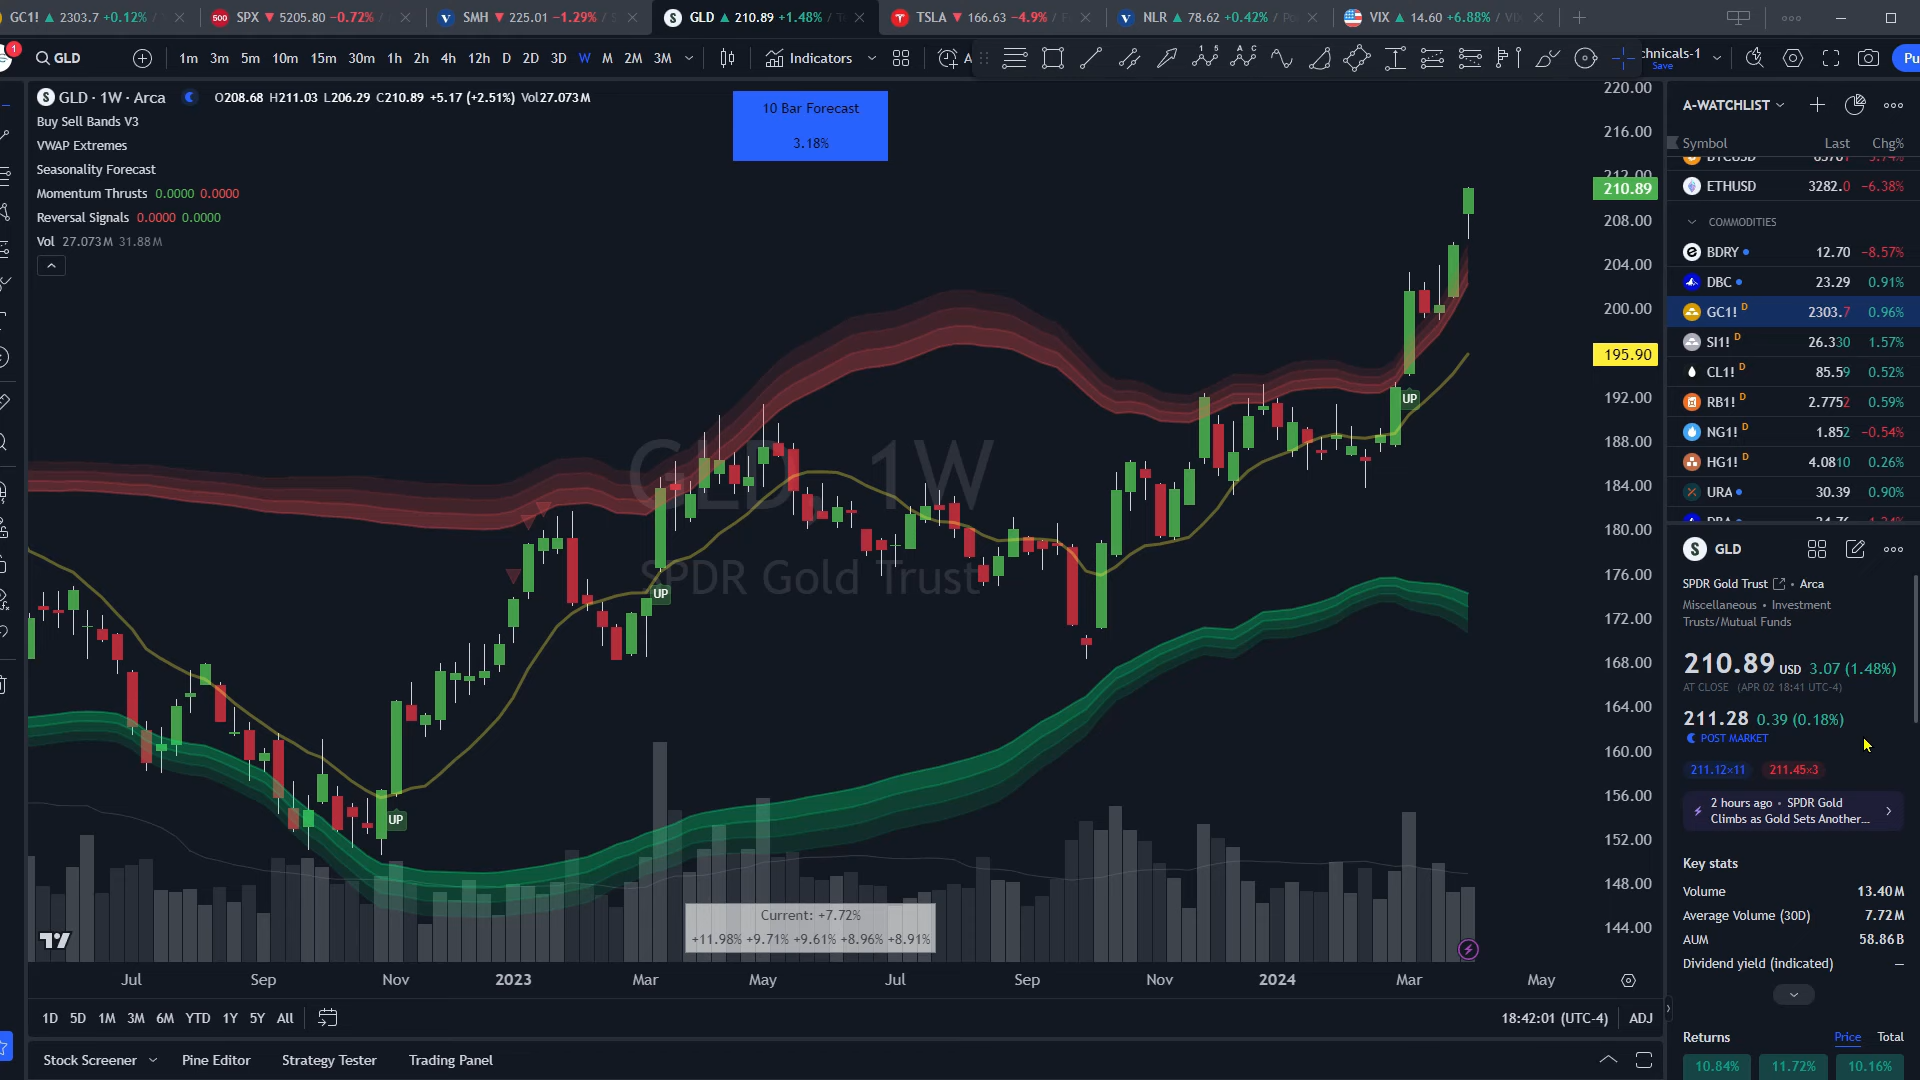 GC1! 2303.7 +0.12% /
SPX 5205.80 −0.72% /
SMH 225.01 −1.29% /
GLD 210.89 +1.48% /
TSLA 166.63 −4.9% /
NLR 78.62 +0.42% /
VIX 14.60 +6.88% /
1
GLD
1m 3m 5m 10m 15m 30m 1h 2h 4h 12h D 2D 3D W M 2M 3M
Indicators
chnicals-1
Save
Pu
GLD · 1W · Arca
O208.68 H211.03 L206.29 C210.89 +5.17 (+2.51%) Vol27.073M
Buy Sell Bands V3
VWAP Extremes
Seasonality Forecast
Momentum Thrusts 0.0000 0.0000
Reversal Signals 0.0000 0.0000
Vol 27.073M 31.88M
10 Bar Forecast
3.18%
GLD, 1W
SPDR Gold Trust
UP
UP
UP
220.00
216.00
212.00
210.89
208.00
204.00
200.00
195.90
192.00
188.00
184.00
180.00
176.00
172.00
168.00
164.00
160.00
156.00
152.00
148.00
144.00
Current: +7.72%
+11.98% +9.71% +9.61% +8.96% +8.91%
Jul Sep Nov 2023 Mar May Jul Sep Nov 2024 Mar May
1D 5D 1M 3M 6M YTD 1Y 5Y All
18:42:01 (UTC-4) ADJ
Stock Screener Pine Editor Strategy Tester Trading Panel
A-WATCHLIST
Symbol Last Chg%
BTCUSD
ETHUSD 3282.0 −6.38%
COMMODITIES
BDRY 12.70 −8.57%
DBC 23.29 0.91%
GC1! D 2303.7 0.96%
SI1! D 26.330 1.57%
CL1! D 85.59 0.52%
RB1! D 2.7752 0.59%
NG1! D 1.852 −0.54%
HG1! D 4.0810 0.26%
URA 30.39 0.90%
GLD
SPDR Gold Trust • Arca
Miscellaneous • Investment
Trusts/Mutual Funds
210.89 USD 3.07 (1.48%)
AT CLOSE (APR 02 18:41 UTC-4)
211.28 0.39 (0.18%)
POST MARKET
211.12×11 211.45×3
2 hours ago • SPDR Gold
Climbs as Gold Sets Another...
Key stats
Volume 13.40M
Average Volume (30D) 7.72M
AUM 58.86B
Dividend yield (indicated) —
Returns Price Total
10.84% 11.72% 10.16%